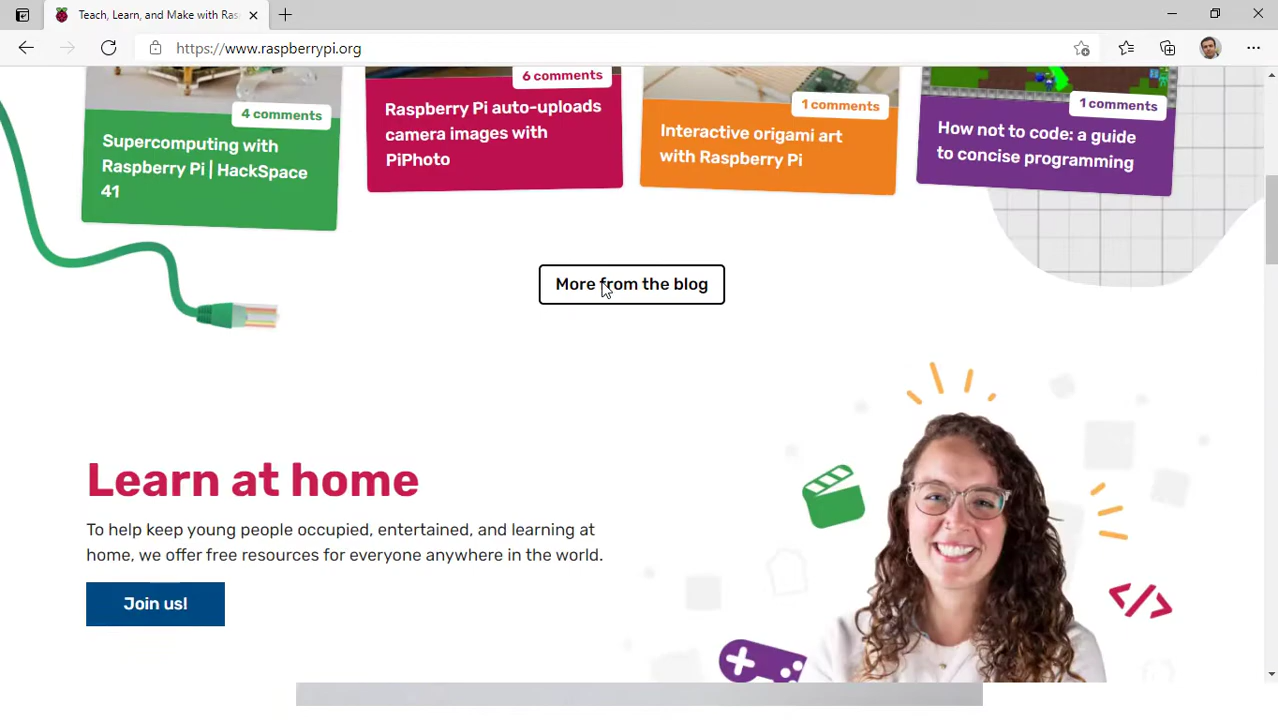 Teach, Learn, and Make with Ras
https://www.raspberrypi.org
4 comments
Supercomputing with
Raspberry Pi | HackSpace
41
6 comments
Raspberry Pi auto-uploads
camera images with
PiPhoto
1 comments
Interactive origami art
with Raspberry Pi
1 comments
How not to code: a guide
to concise programming
More from the blog
Learn at home
To help keep young people occupied, entertained, and learning at
home, we offer free resources for everyone anywhere in the world.
Join us!